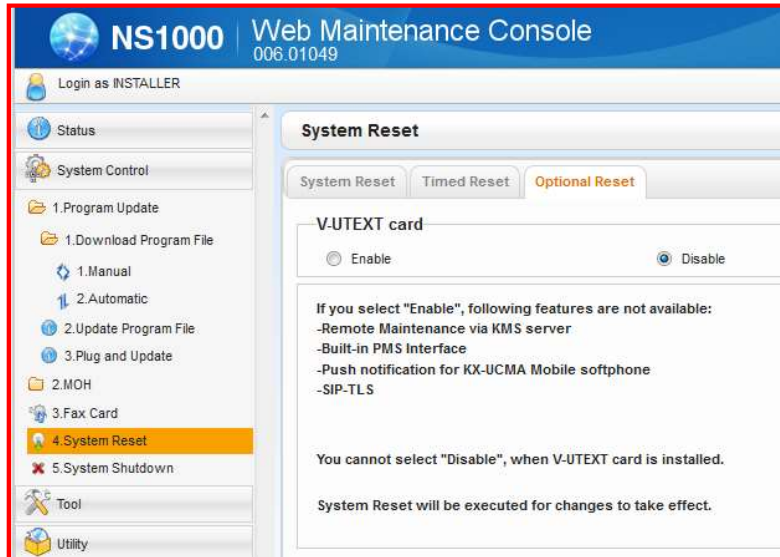 NS1000 Web Maintenance Console
006.01049
Login as INSTALLER
Status
System Control
1.Program Update
1.Download Program File
1.Manual
2.Automatic
2.Update Program File
3.Plug and Update
2.MOH
3.Fax Card
4.System Reset
5.System Shutdown
Tool
Utility
System Reset
System Reset Timed Reset Optional Reset
V-UTEXT card
Enable Disable
If you select "Enable", following features are not available:
-Remote Maintenance via KMS server
-Built-in PMS Interface
-Push notification for KX-UCMA Mobile softphone
-SIP-TLS
You cannot select "Disable", when V-UTEXT card is installed.
System Reset will be executed for changes to take effect.